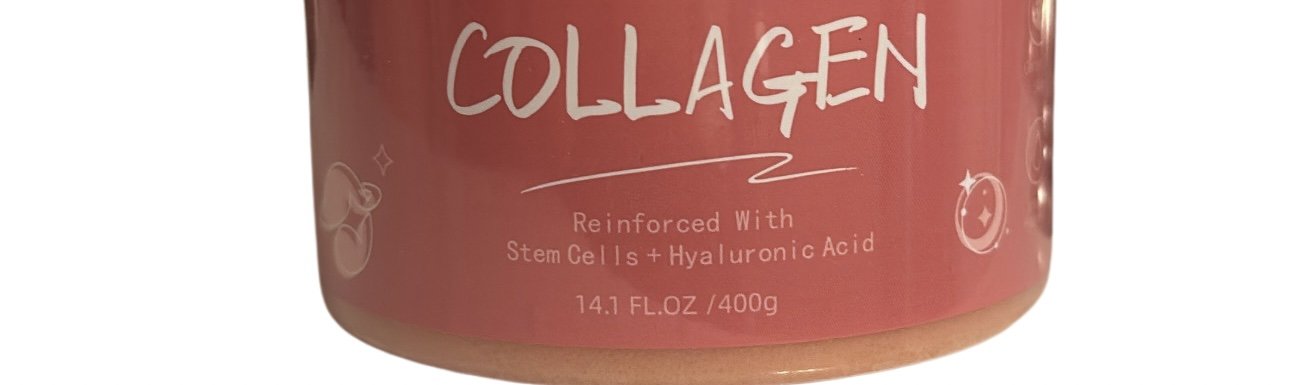 COLLAGEN
Reinforced With
Stem Cells + Hyaluronic Acid
14.1 FL.OZ /400g